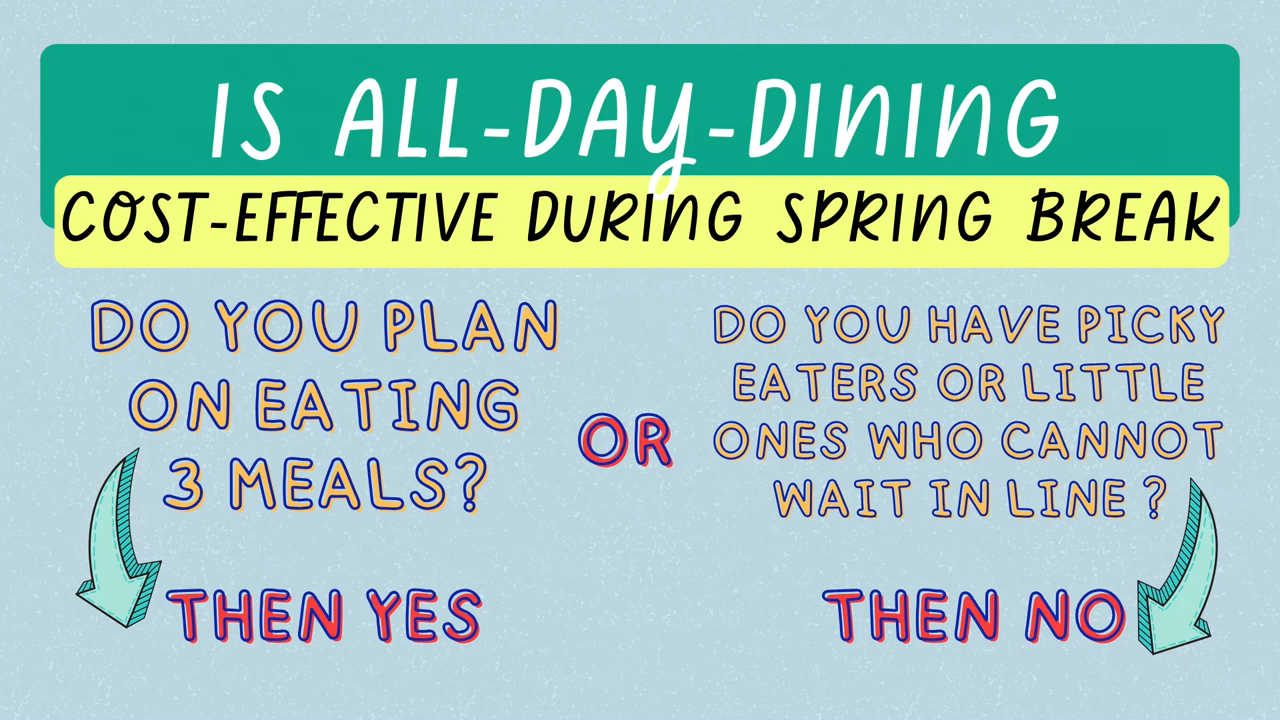 IS ALL-DAY-DINING
COST-EFFECTIVE DURING SPRING BREAK
DO YOU PLAN
ON EATING
3 MEALS?
THEN YES
OR
DO YOU HAVE PICKY
EATERS OR LITTLE
ONES WHO CANNOT
WAIT IN LINE ?
THEN NO